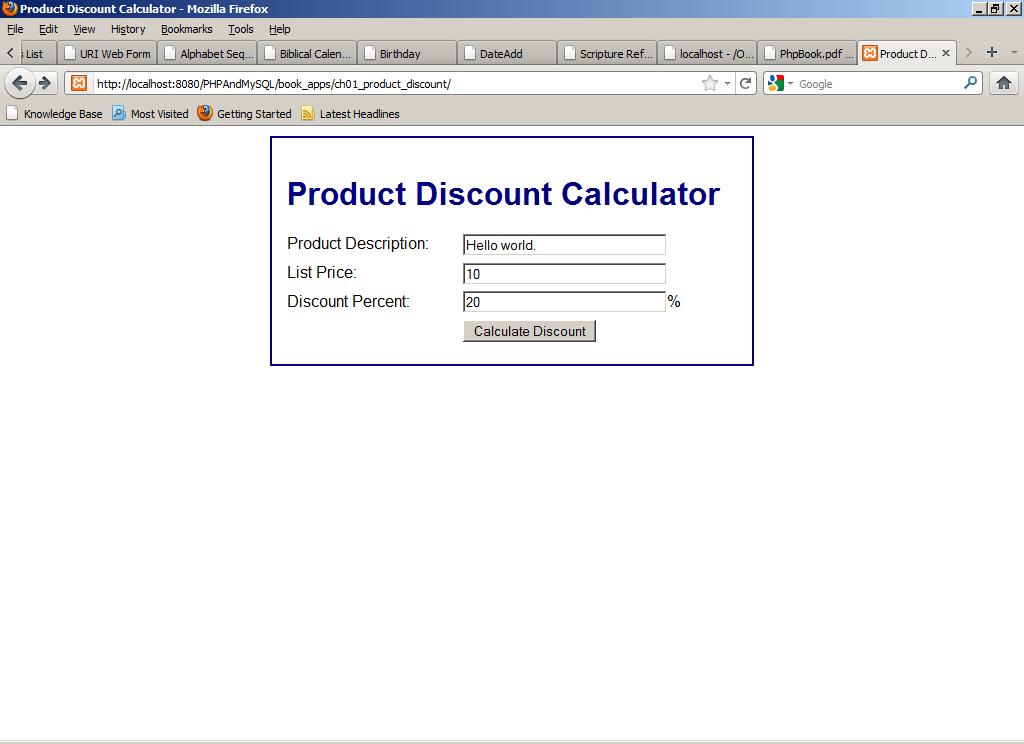 Product Discount Calculator - Mozilla Firefox
File Edit View History Bookmarks Tools Help
List URI Web Form Alphabet Seq... Biblical Calen... Birthday DateAdd Scripture Ref... localhost - /O... PhpBook.pdf ... Product D...
http://localhost:8080/PHPAndMySQL/book_apps/ch01_product_discount/ Google
Knowledge Base Most Visited Getting Started Latest Headlines
Product Discount Calculator
Product Description: Hello world.
List Price: 10
Discount Percent: 20 %
Calculate Discount